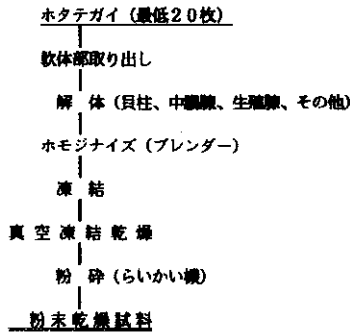 ホタテガイ(最低20枚)
軟体部取り出し
解 体(貝柱、中腸腺、生殖腺、その他)
ホモジナイズ(ブレンダー)
凍 結
真 空 凍 結 乾 燥
粉 砕(らいかい機)
粉 末 乾 燥 試 料